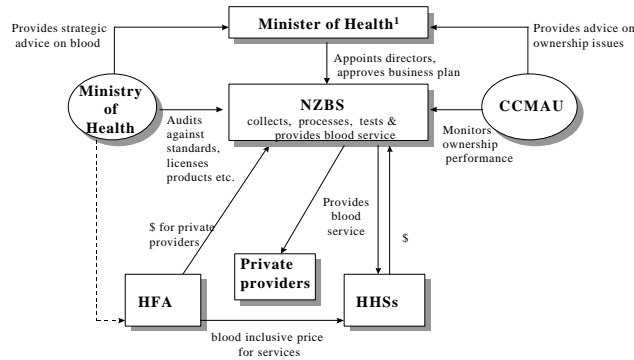 Provides strategic
advice on blood
Minister of Health¹
Provides advice on
ownership issues
Appoints directors,
approves business plan
Ministry
of
Health
NZBS
collects, processes, tests &
provides blood service
CCMAU
Audits
against
standards,
licenses
products etc.
Monitors
ownership
performance
Provides
blood
service
$ for private
providers
$
Private
providers
HFA
HHSs
blood inclusive price
for services